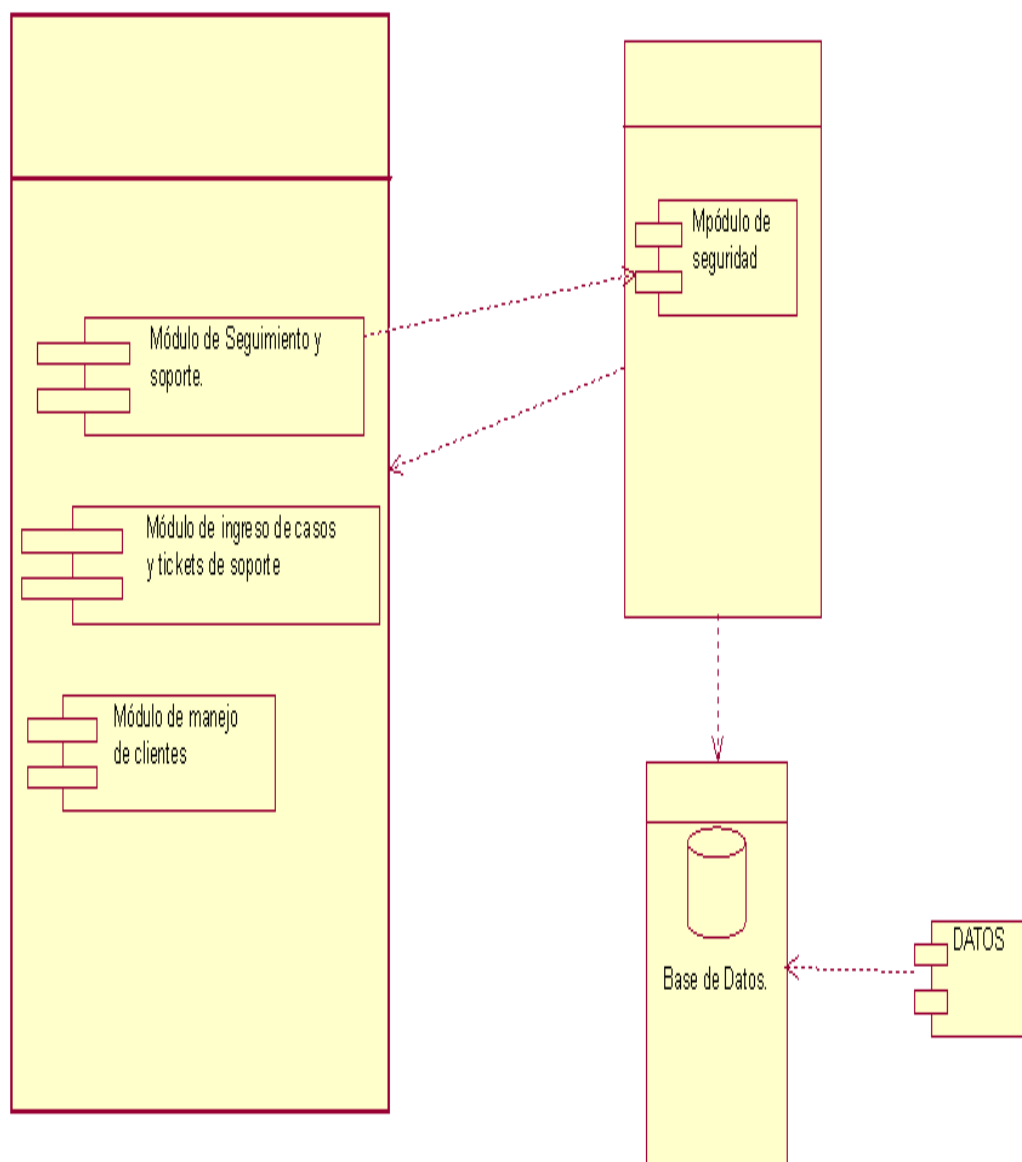 Mpódulo de
seguridad
Módulo de Seguimiento y
soporte.
Módulo de ingreso de casos
y tickets de soporte
Módulo de manejo
de clientes
DATOS
Base de Datos.